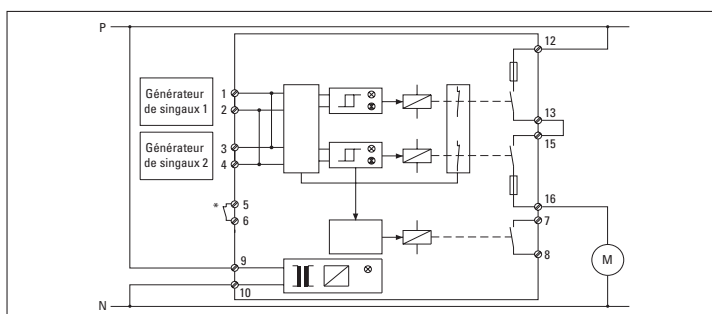 P
12
Générateur
de singaux 1
1
2
13
15
Générateur
de singaux 2
3
4
16
* 5
6
7
8
9
10
M
N